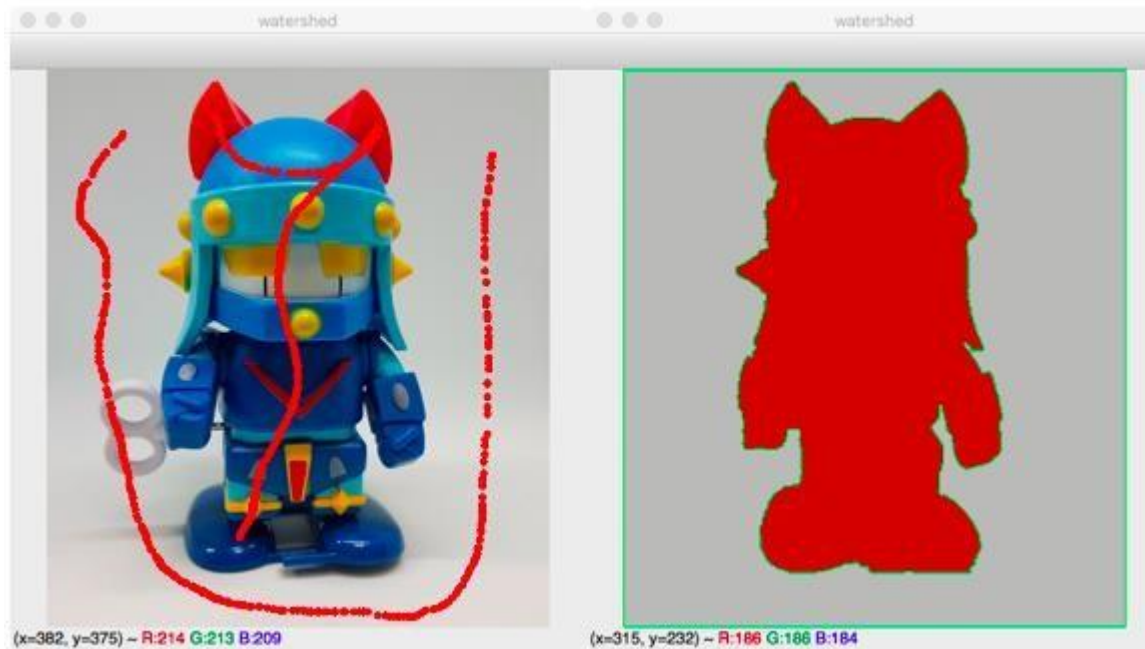 watershed
watershed
(x=382, y=375) ~ R:214 G:213 B:209
(x=315, y=232) ~ R:186 G:186 B:184